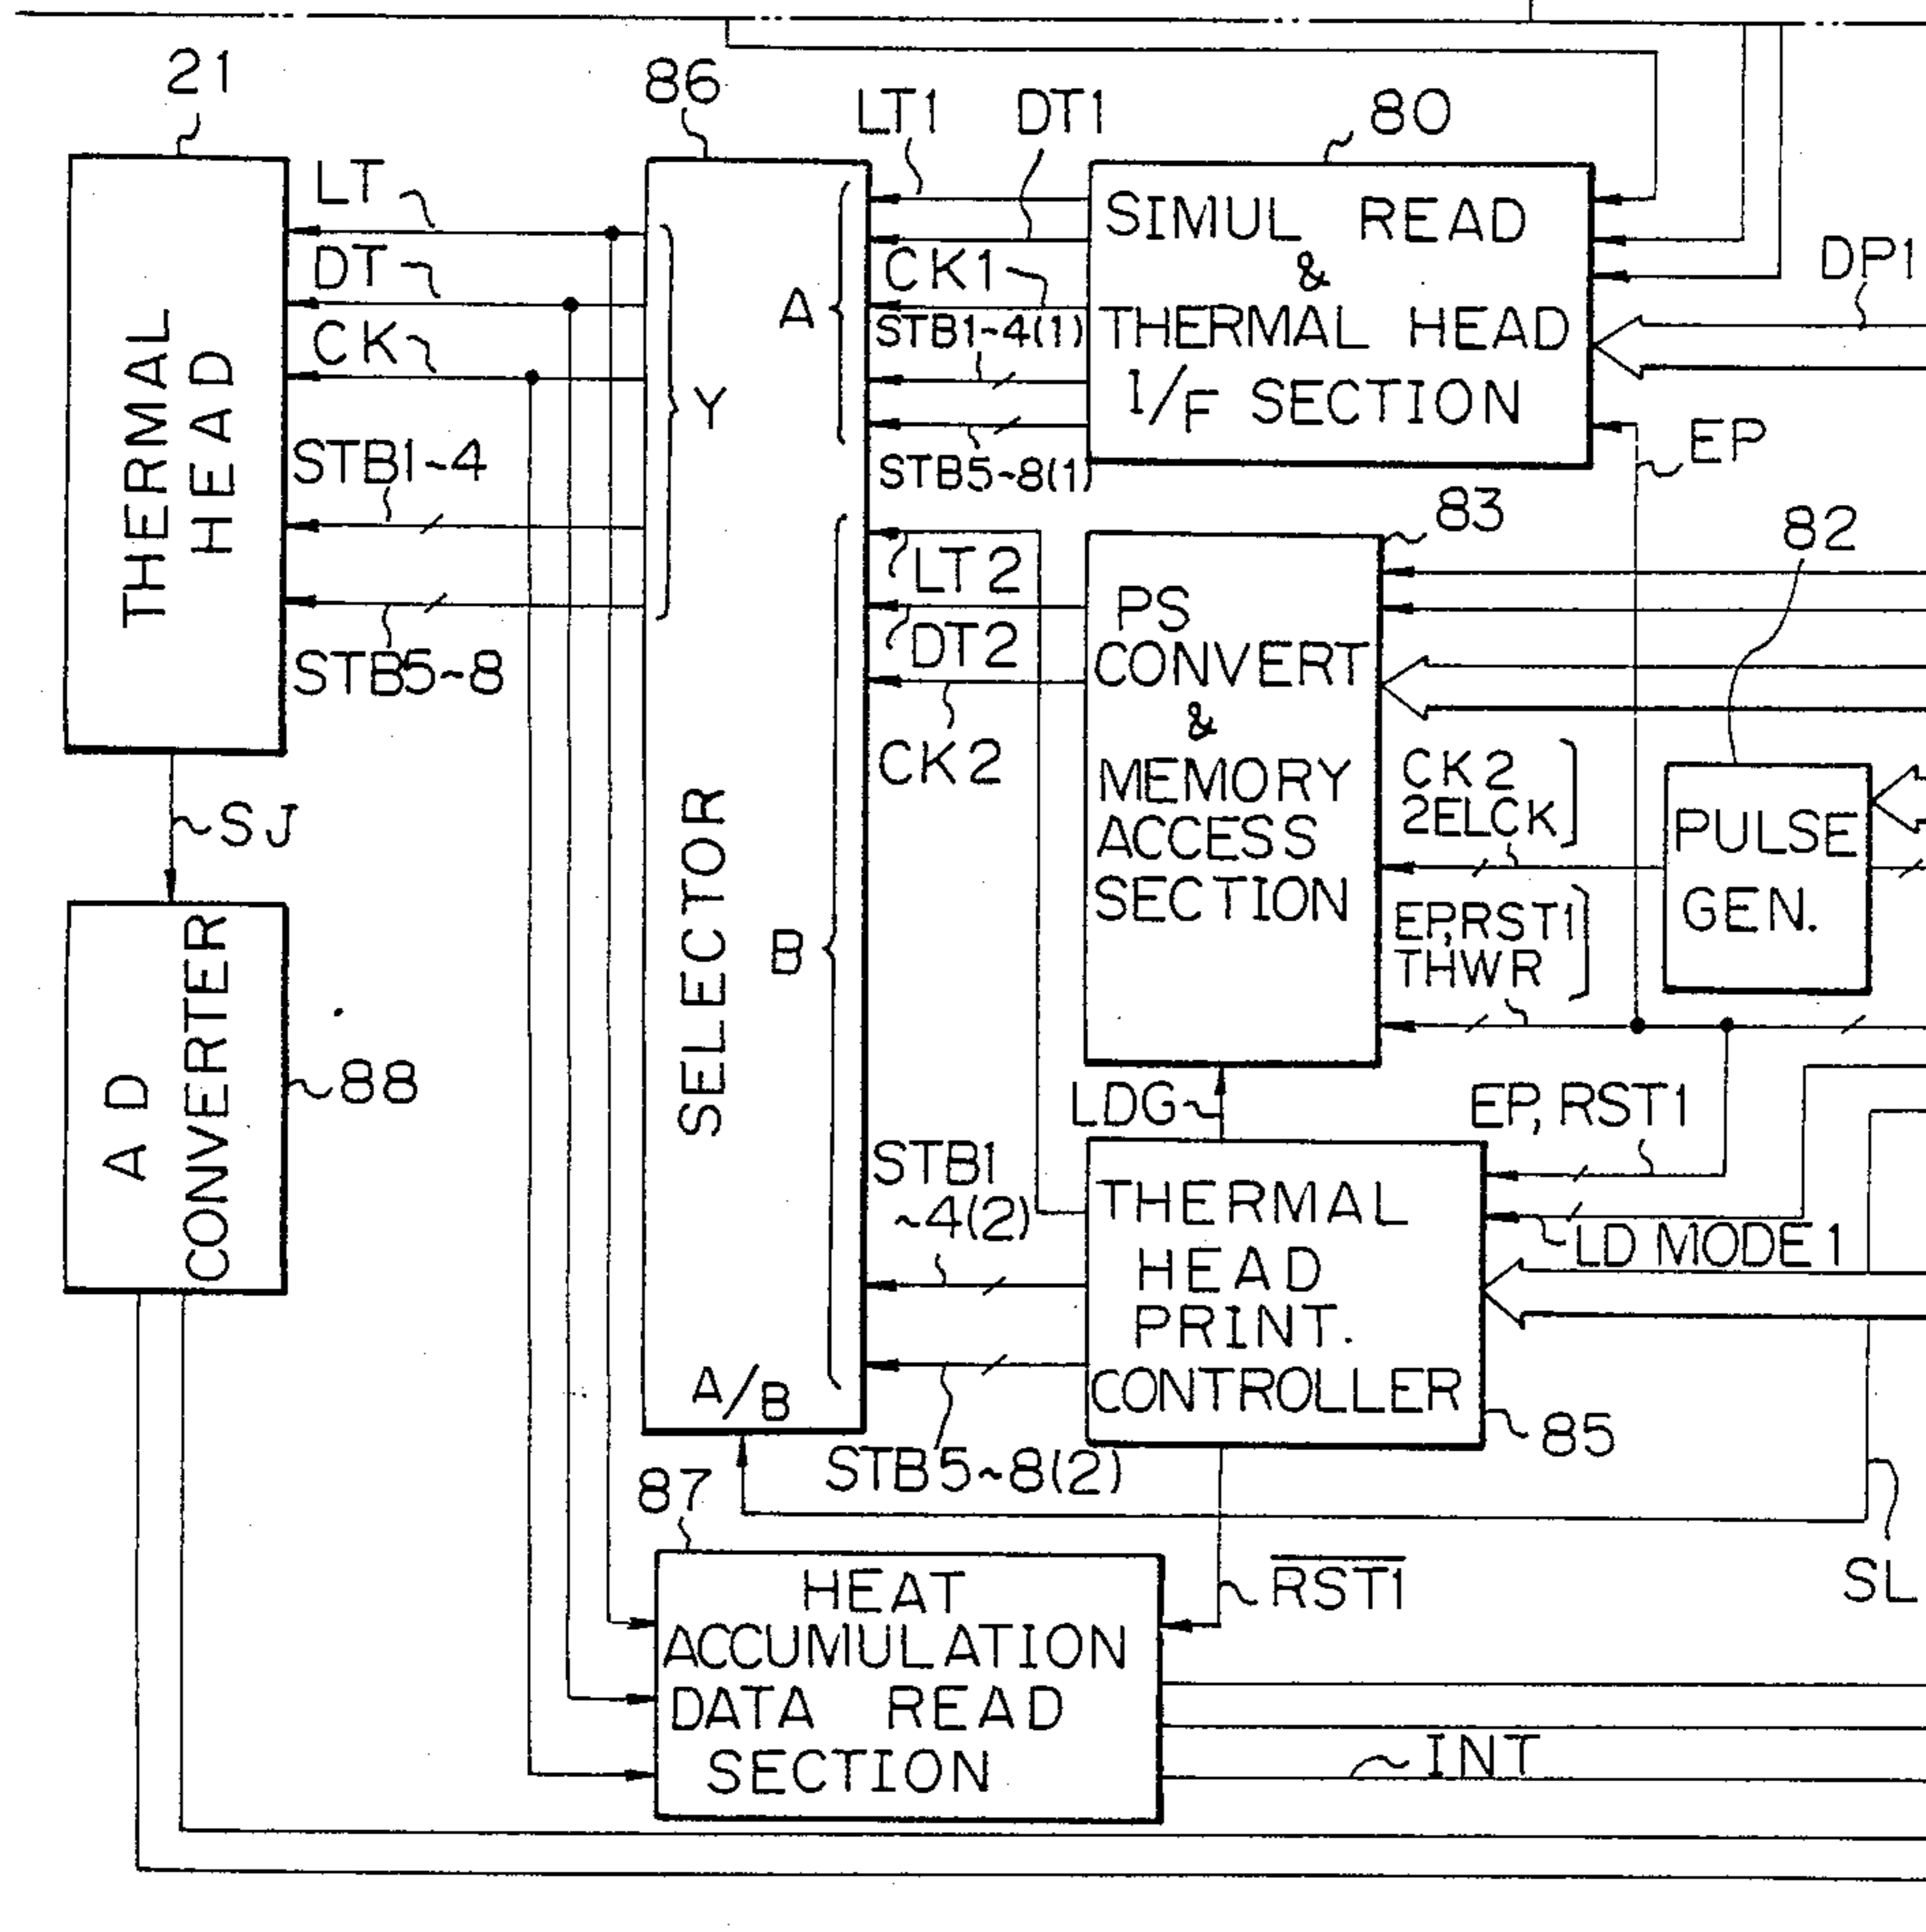 21
86
LT1
DT1
80
LT
DT
CK
STB1~4
STB5~8
THERMAL
HEAD
Y
A
CK1
STB1~4(1)
STB5~8(1)
SIMUL READ
&
THERMAL HEAD
I/F SECTION
DP1
EP
83
82
LT2
DT2
CK2
PS
CONVERT
&
MEMORY
ACCESS
SECTION
CK2
2ELCK
EP,RST1
THWR
PULSE
GEN.
SJ
SELECTOR
B
A/B
A D
CONVERTER
88
LDG
EP, RST1
LD MODE1
STB1
~4(2)
STB5~8(2)
THERMAL
HEAD
PRINT.
CONTROLLER
85
87
RST1
SL
HEAT
ACCUMULATION
DATA READ
SECTION
INT